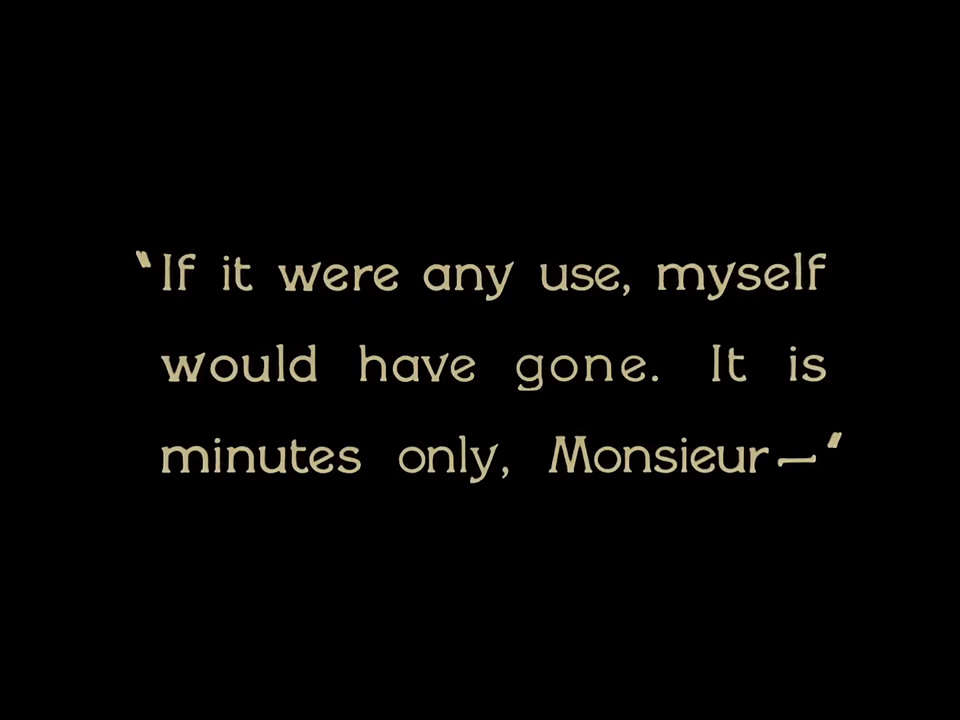 "If it were any use, myself
would have gone. It is
minutes only, Monsieur—"